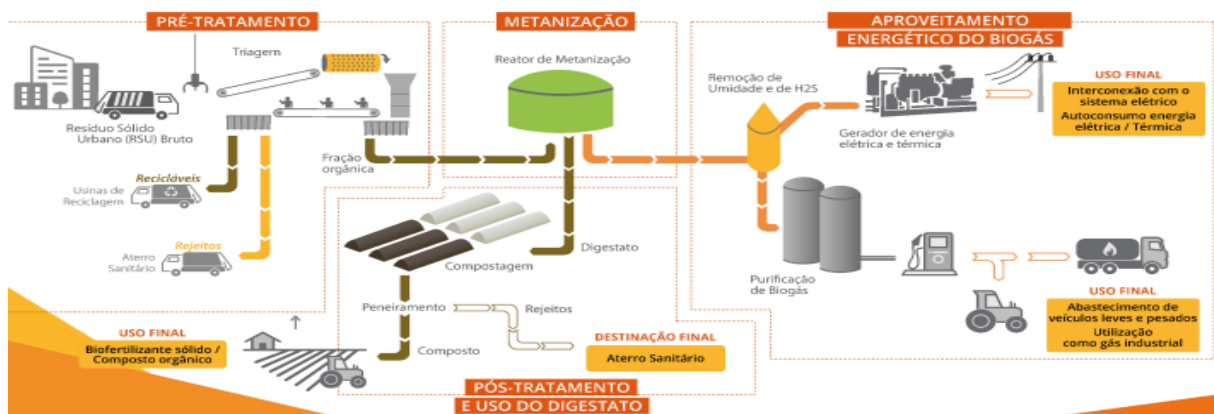 PRÉ-TRATAMENTO
Triagem
Resíduo Sólido
Urbano (RSU) Bruto
Recicláveis
Usinas de
Reciclagem
Rejeitos
Aterro
Sanitário
Fração
orgânica
METANIZAÇÃO
Reator de Metanização
APROVEITAMENTO
ENERGÉTICO DO BIOGÁS
Remoção de
Umidade e de H2S
Gerador de energia
elétrica e térmica
USO FINAL
Interconexão com o
sistema elétrico
Autoconsumo energia
elétrica / Térmica
Purificação
de Biogás
USO FINAL
Abastecimento de
veículos leves e pesados
Utilização
como gás industrial
Digestato
Compostagem
Peneiramento
Rejeitos
Composto
DESTINAÇÃO FINAL
Aterro Sanitário
USO FINAL
Biofertilizante sólido /
Composto orgânico
PÓS-TRATAMENTO
E USO DO DIGESTATO